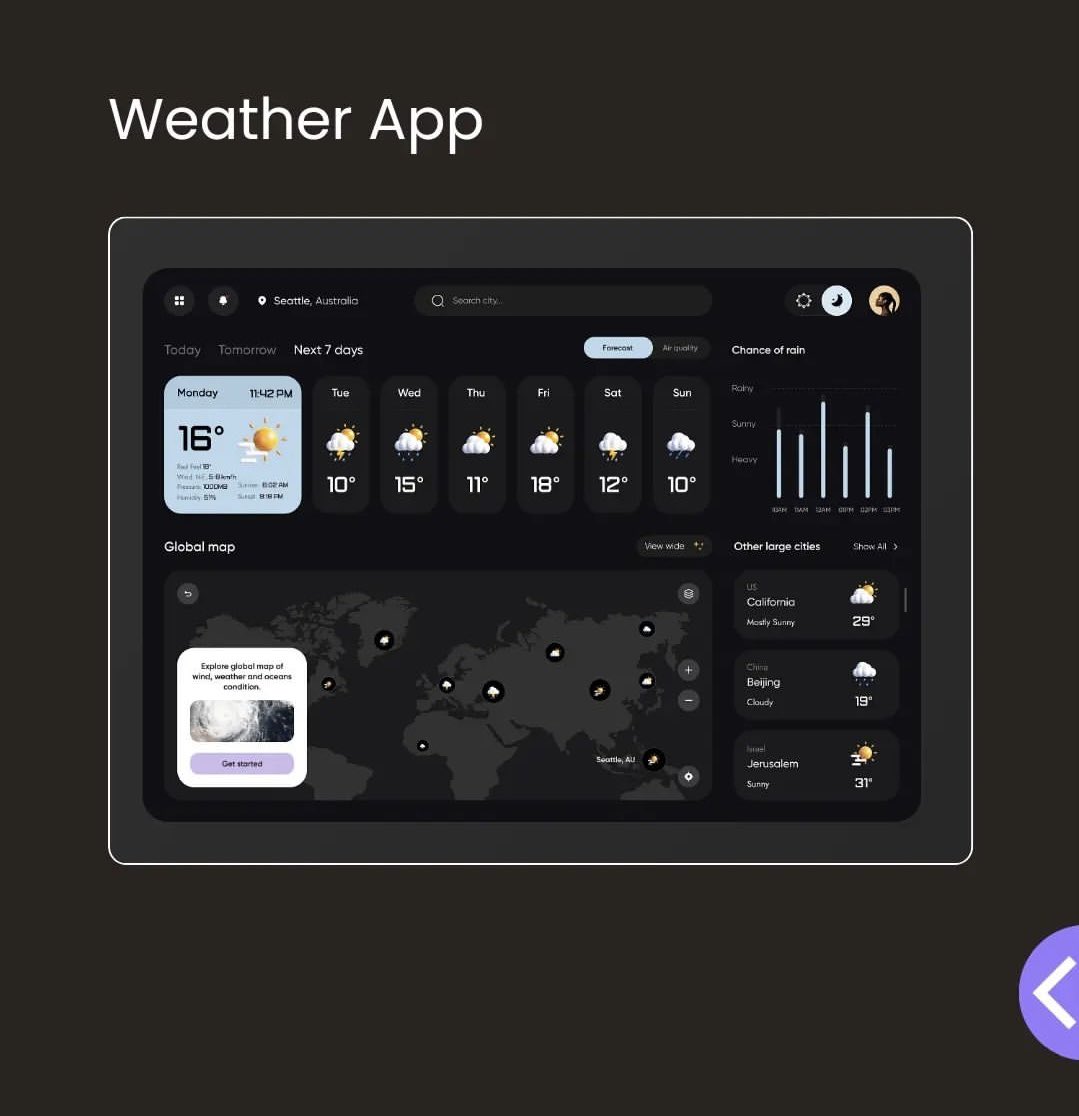 Weather App
Seattle, Australia
Search city...
Today Tomorrow Next 7 days
Forecast Air quality
Chance of rain
Monday 11:42 PM
16°
Real Feel 18°
Wind. N-E. 5-8 km/h
Pressure. 1000MB
Humidity. 51%
Sunrise. 6:02 AM
Sunset. 8:18 PM
Tue
10°
Wed
15°
Thu
11°
Fri
18°
Sat
12°
Sun
10°
Rainy
Sunny
Heavy
10AM 11AM 12AM 01PM 02PM 03PM
Global map
View wide
Explore global map of
wind, weather and oceans
condition.
Get started
Seattle, AU
Other large cities Show All
US
California
Mostly Sunny
29°
China
Beijing
Cloudy
19°
Israel
Jerusalem
Sunny
31°